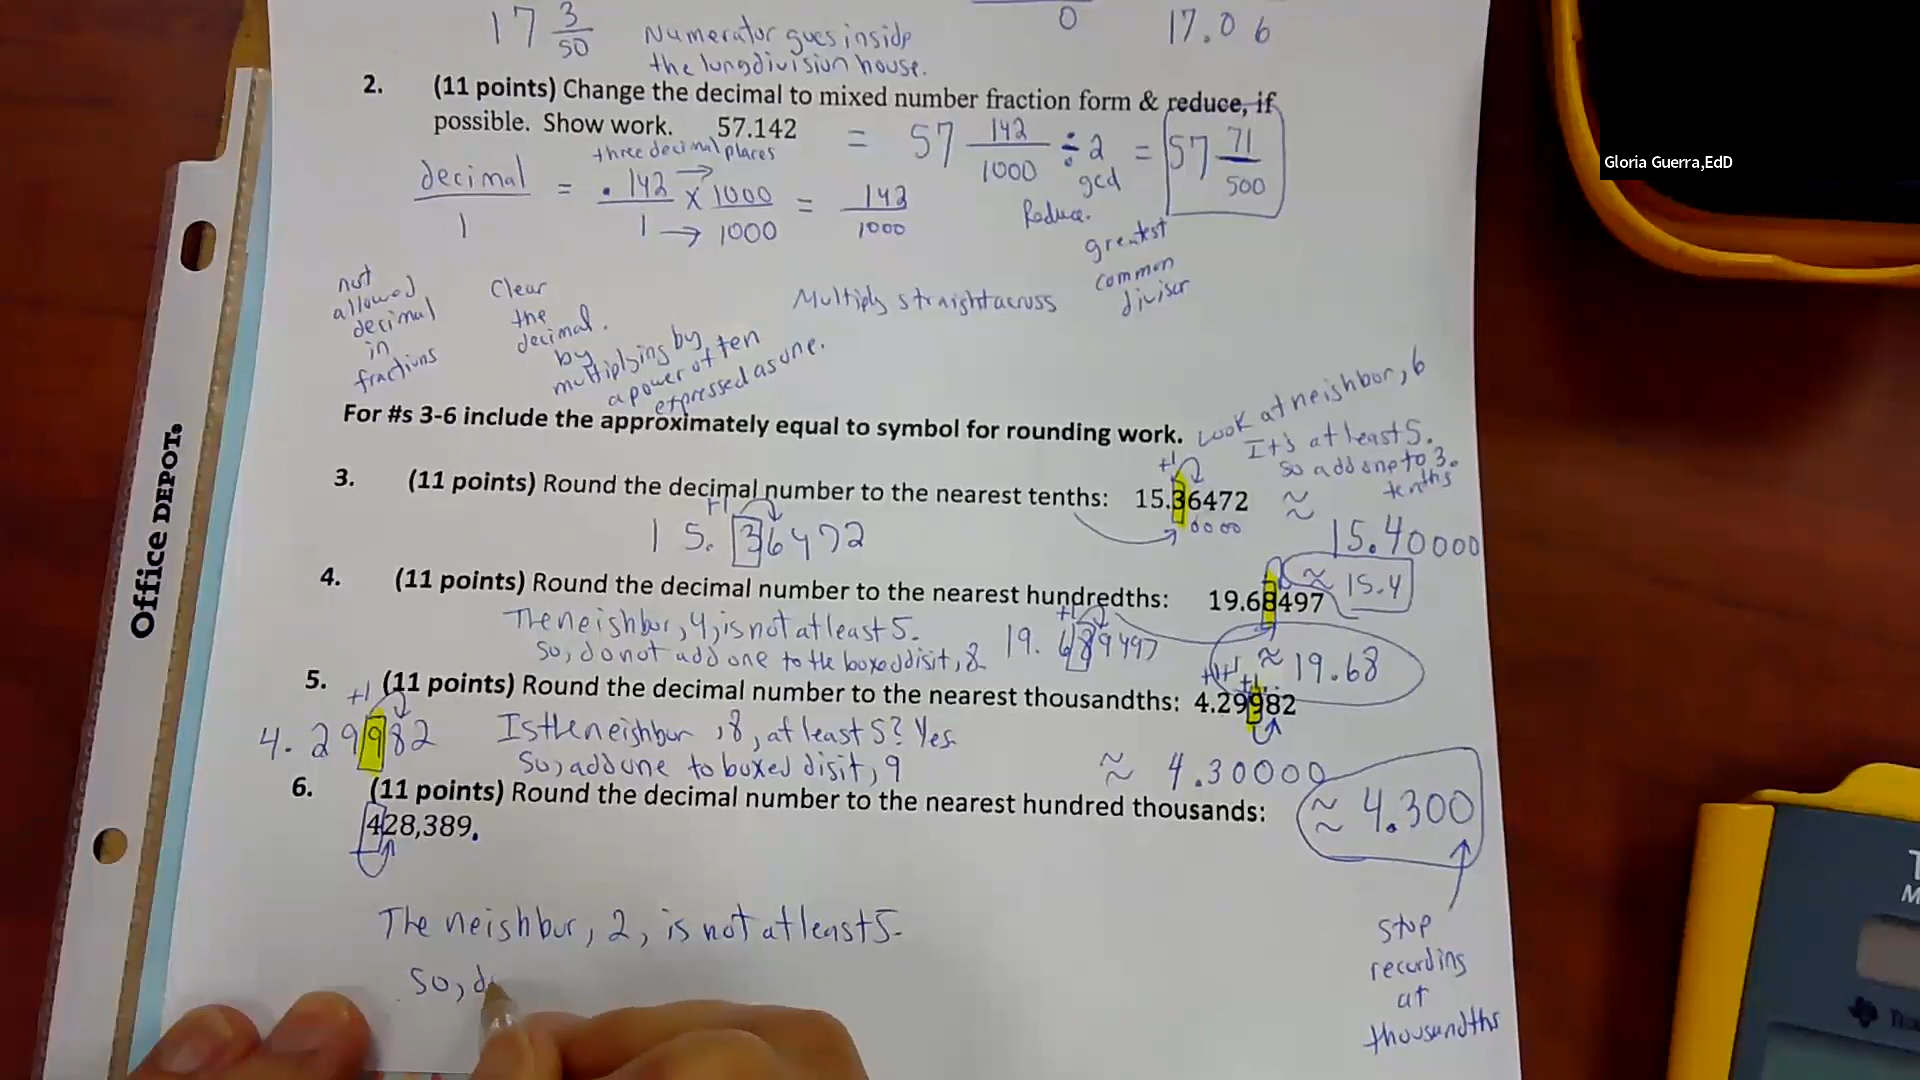 17 3/50 Numerator goes inside the longdivision house. 0 17.06
2. (11 points) Change the decimal to mixed number fraction form & reduce, if
possible. Show work. 57.142 = 57 142/1000 ÷ 2 = 57 71/500
three decimal places
gcd
decimal/1 = .142/1 x 1000/1000 = 142/1000
Reduce.
greatest
common
divisor
not
allowed
decimal
in
fractions
Clear
the
decimal.
by
multiplying by
a power of ten
expressed as one.
Multiply straight across
For #s 3-6 include the approximately equal to symbol for rounding work.
Look at neighbor, 6
It's at least 5.
so add one to 3.
tenths
3. (11 points) Round the decimal number to the nearest tenths: 15.36472 ≈
+1
0000
15.40000
+1
15.36472
≈ 15.4
4. (11 points) Round the decimal number to the nearest hundredths: 19.68497
The neighbur, 4, is not at least 5.
So, do not add one to the boxed disit, 8
+1
≈ 19.68
5. (11 points) Round the decimal number to the nearest thousandths: 4.29982
+1
4.29982
Is the neighbur, 8, at least 5? Yes.
So, add one to boxed disit, 9
≈ 4.30000
≈ 4.300
6. (11 points) Round the decimal number to the nearest hundred thousands:
428,389.
The neishbur, 2, is not at least 5.
So, d
stop
recording
at
thousandths
Office DEPOT
Gloria Guerra,EdD
T
M